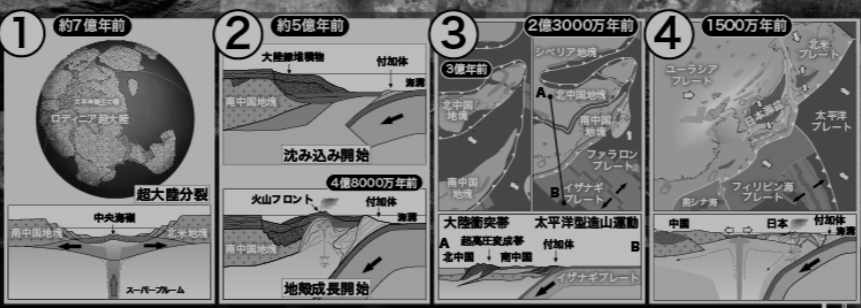 1
約7億年前
ロディニア超大陸
超大陸分裂
中央海嶺
南中国地塊
北米地塊
スーパープルーム
2
約5億年前
大陸縁堆積物
付加体
海溝
南中国地塊
沈み込み開始
4億8000万年前
火山フロント
付加体
海溝
南中国地塊
地殻成長開始
3
2億3000万年前
3億年前
シベリア地塊
北中国
地塊
A
北中国地塊
南中国
地塊
ファラロン
プレート
南中国
地塊
B
イザナギ
プレート
大陸衝突帯
太平洋型造山運動
A
超高圧変成帯
付加体
B
北中国
南中国
イザナギプレート
4
1500万年前
北米
プレート
ユーラシア
プレート
日本海盆
太平洋
プレート
フィリピン海
プレート
南シナ海
中国
日本
付加体
海溝